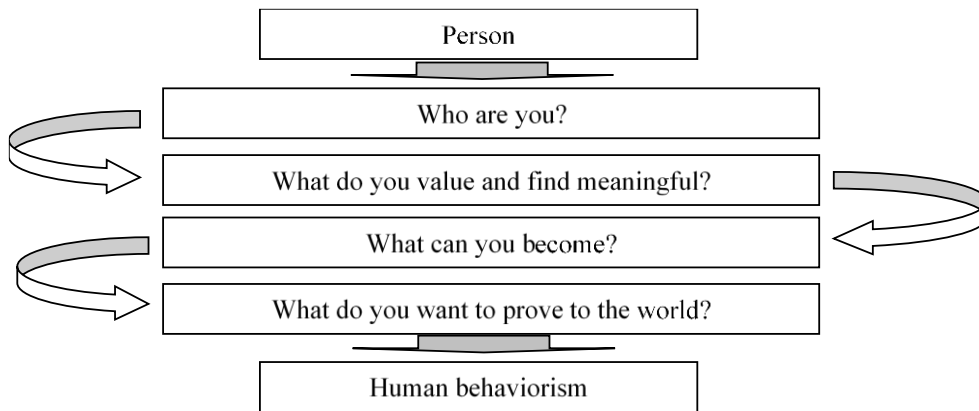 Person
Who are you?
What do you value and find meaningful?
What can you become?
What do you want to prove to the world?
Human behaviorism